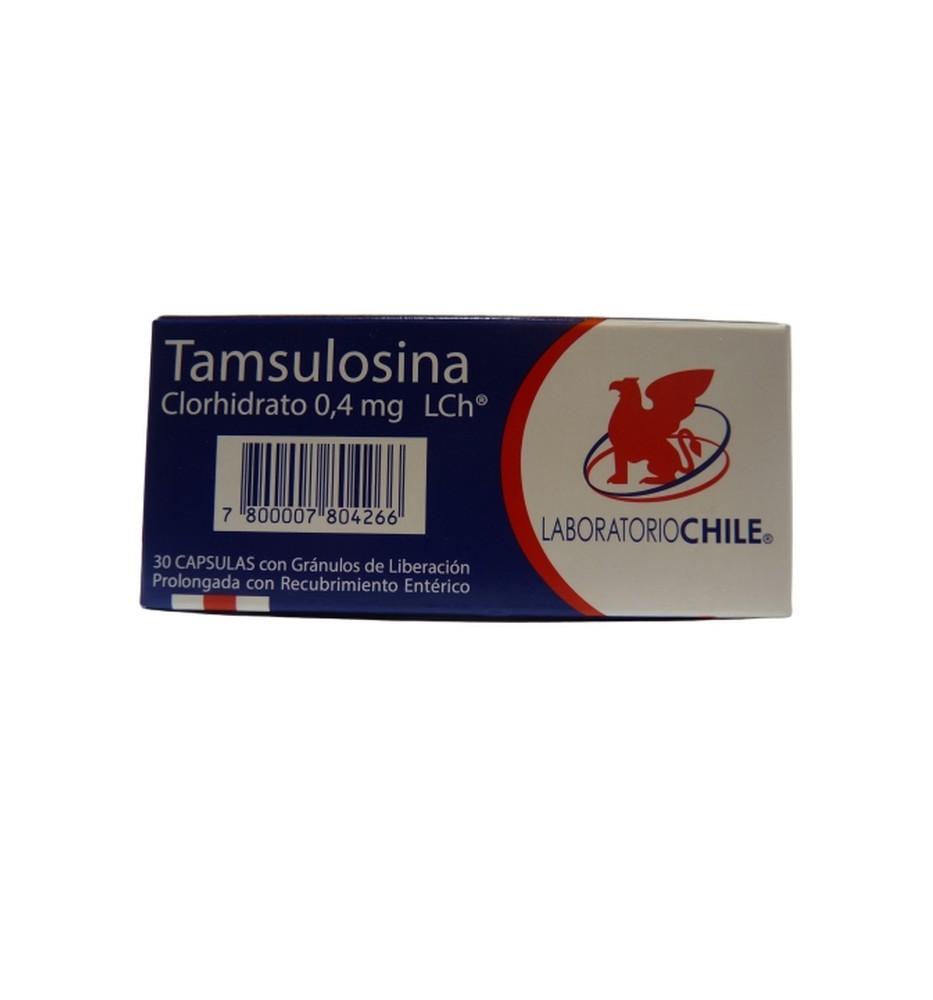 Tamsulosina
Clorhidrato 0,4 mg LCh®
7 800007 804266
30 CAPSULAS con Gránulos de Liberación
Prolongada con Recubrimiento Entérico
LABORATORIOCHILE®